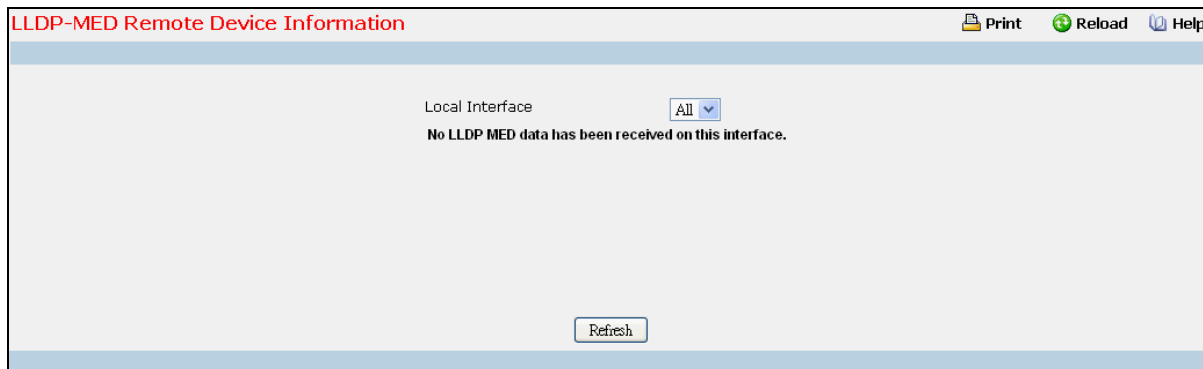 LLDP-MED Remote Device Information Print Reload Help
Local Interface All
No LLDP MED data has been received on this interface.
Refresh